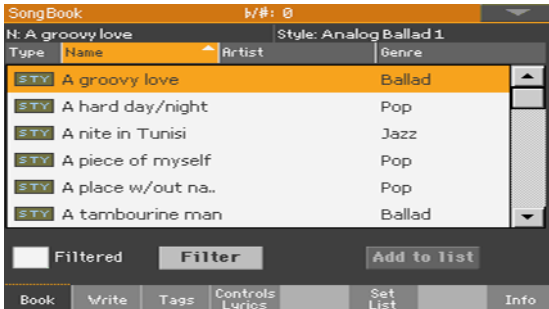 SongBook ♭/#: 0
N: A groovy love Style: Analog Ballad 1
Type Name Artist Genre
STY A groovy love Ballad
STY A hard day/night Pop
STY A nite in Tunisi Jazz
STY A piece of myself Pop
STY A place w/out na.. Pop
STY A tambourine man Ballad
Filtered Filter Add to list
Book Write Tags Controls Lyrics Set List Info